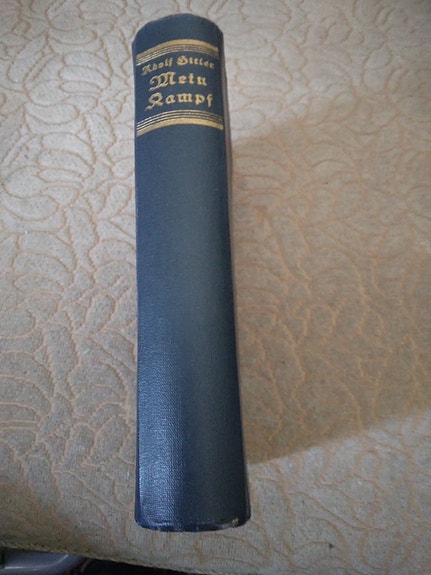 Adolf Hitler
Mein
Kampf